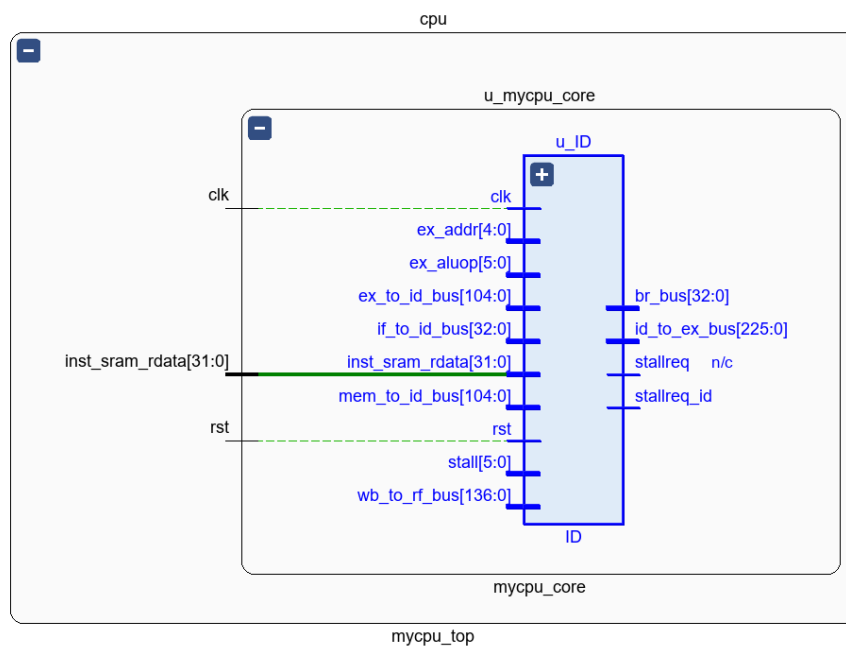 cpu
u_mycpu_core
u_ID
clk
clk
ex_addr[4:0]
ex_aluop[5:0]
ex_to_id_bus[104:0]
br_bus[32:0]
if_to_id_bus[32:0]
id_to_ex_bus[225:0]
inst_sram_rdata[31:0]
inst_sram_rdata[31:0]
stallreq n/c
mem_to_id_bus[104:0]
stallreq_id
rst
rst
stall[5:0]
wb_to_rf_bus[136:0]
ID
mycpu_core
mycpu_top